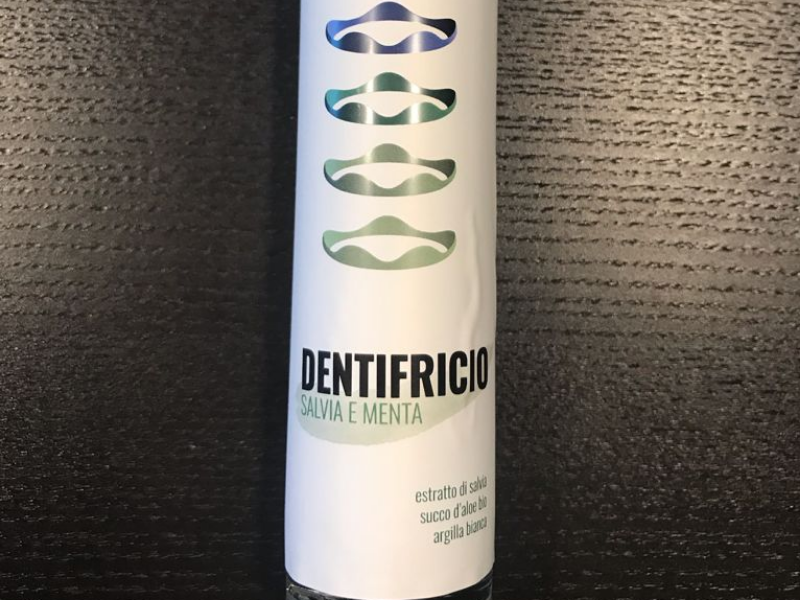 DENTIFRICIO
SALVIA E MENTA
estratto di salvia
succo d'aloe bio
argilla bianca